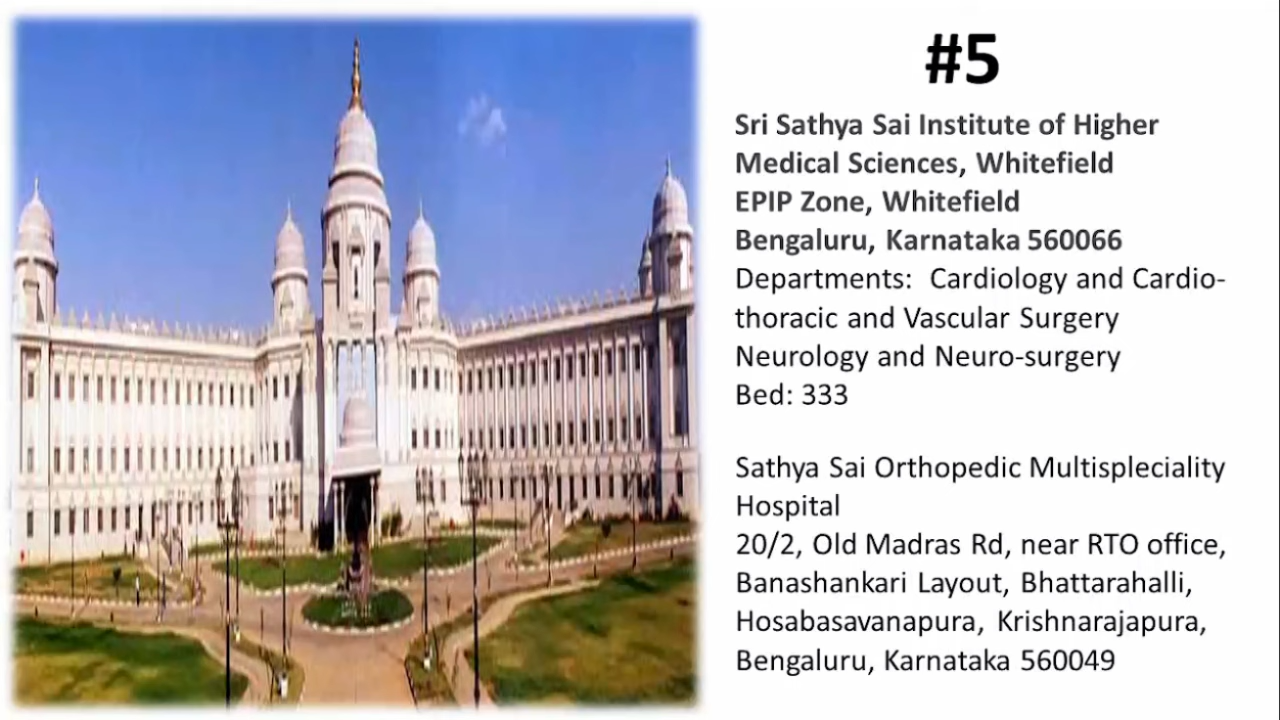 #5
Sri Sathya Sai Institute of Higher
Medical Sciences, Whitefield
EPIP Zone, Whitefield
Bengaluru, Karnataka 560066
Departments: Cardiology and Cardio-
thoracic and Vascular Surgery
Neurology and Neuro-surgery
Bed: 333
Sathya Sai Orthopedic Multispleciality
Hospital
20/2, Old Madras Rd, near RTO office,
Banashankari Layout, Bhattarahalli,
Hosabasavanapura, Krishnarajapura,
Bengaluru, Karnataka 560049